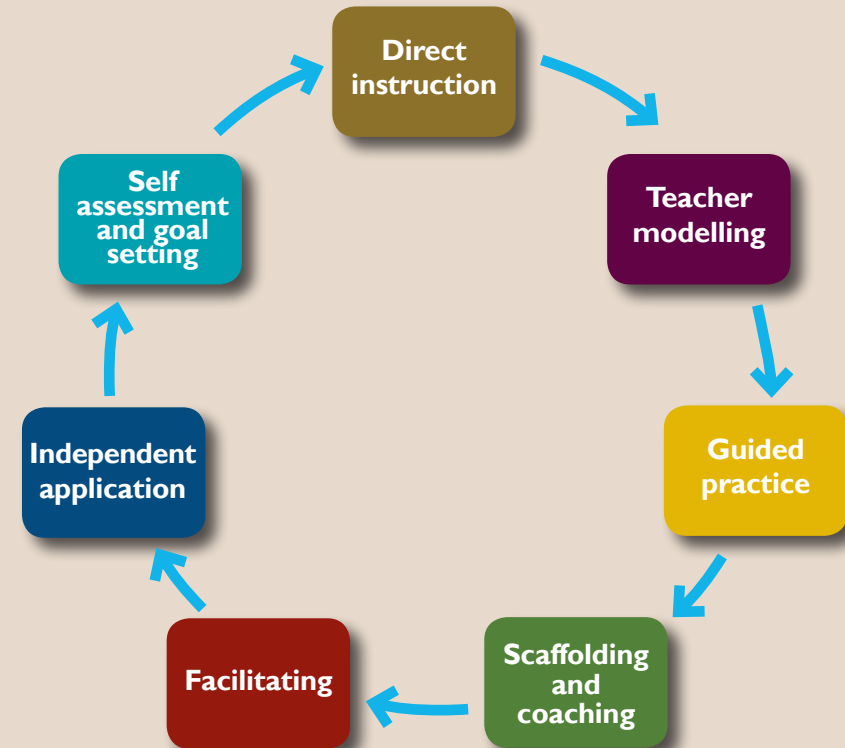 Direct
instruction
Teacher
modelling
Guided
practice
Scaffolding
and
coaching
Facilitating
Independent
application
Self
assessment
and goal
setting